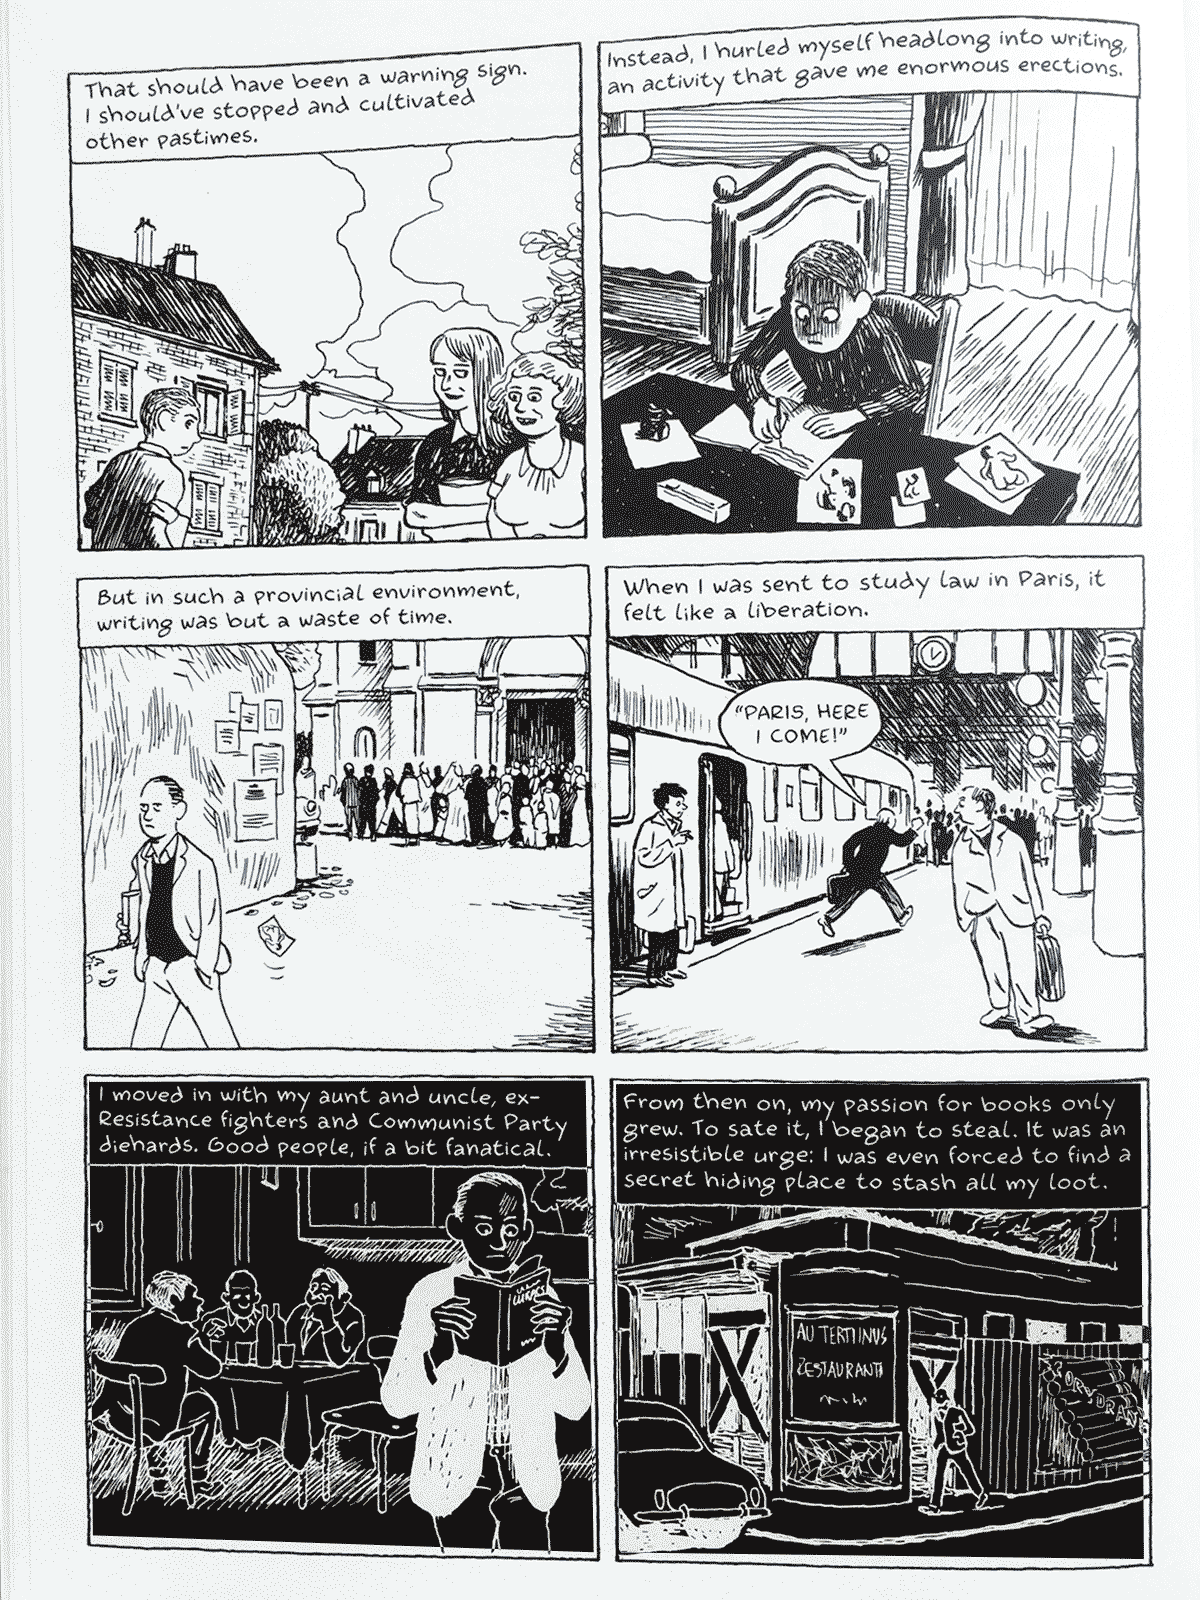 That should have been a warning sign.
I should've stopped and cultivated
other pastimes.
Instead, I hurled myself headlong into writing,
an activity that gave me enormous erections.
But in such a provincial environment,
writing was but a waste of time.
When I was sent to study law in Paris, it
felt like a liberation.
"PARIS, HERE
I COME!"
I moved in with my aunt and uncle, ex-
Resistance fighters and Communist Party
diehards. Good people, if a bit fanatical.
LUKACS
From then on, my passion for books only
grew. To sate it, I began to steal. It was an
irresistible urge: I was even forced to find a
secret hiding place to stash all my loot.
AU
RESTAURANT